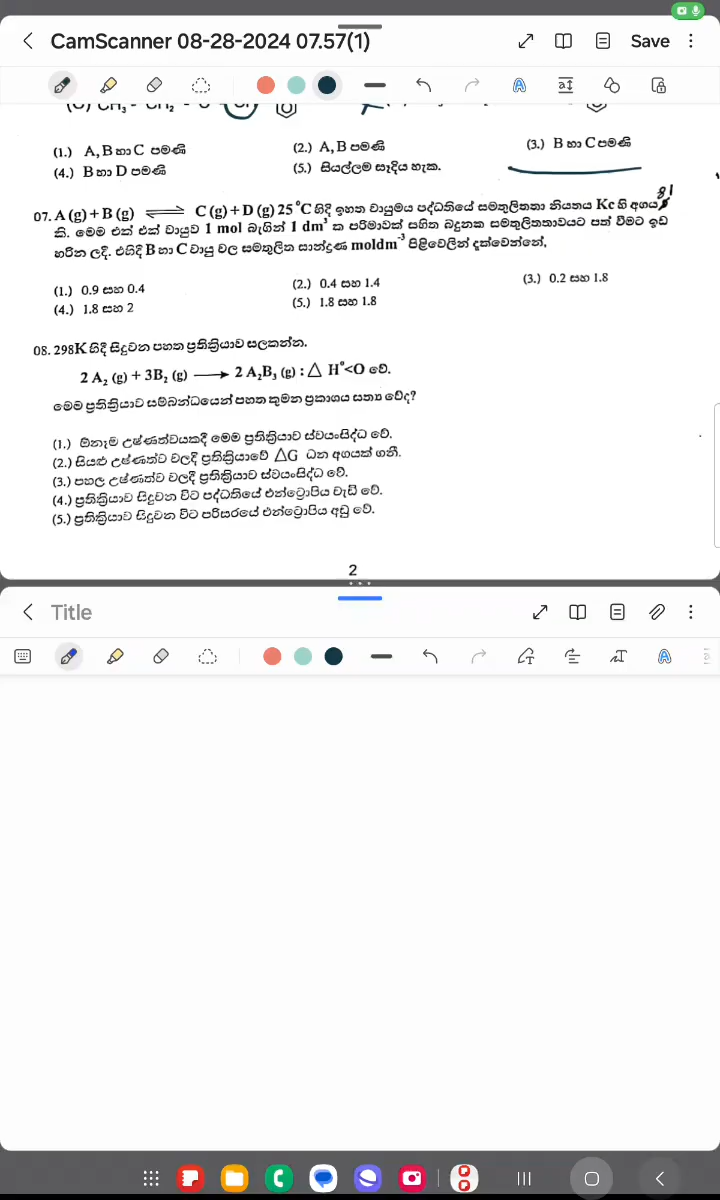 CamScanner 08-28-2024 07.57(1)
Save
(1.) A, B හා C පමණි
(2.) A, B පමණි
(3.) B හා C පමණි
(4.) B හා D පමණි
(5.) සියල්ලම සෑදිය හැක.
81
07. A (g) + B (g) ⇌ C (g) + D (g) 25 °C හිදී ඉහත වායුමය පද්ධතියේ සමතුලිතතා නියතය Kc හි අගය
කි. මෙම එක් එක් වායුව 1 mol බැගින් 1 dm³ ක පරිමාවක් සහිත බදුනක සමතුලිතතාවයට පත් වීමට ඉඩ
හරින ලදී. එහිදී B හා C වායු වල සමතුලිත සාන්ද්‍රණ moldm⁻³ පිළිවෙලින් දක්වෙන්නේ,
(1.) 0.9 සහ 0.4
(2.) 0.4 සහ 1.4
(3.) 0.2 සහ 1.8
(4.) 1.8 සහ 2
(5.) 1.8 සහ 1.8
08. 298K හිදී සිදුවන පහත ප්‍රතික්‍රියාව සලකන්න.
2 A₂ (g) + 3B₂ (g) ⟶ 2 A₂B₃ (g) : △ H°<O වේ.
මෙම ප්‍රතික්‍රියාව සම්බන්ධයෙන් පහත කුමන ප්‍රකාශය සත්‍ය වේද?
(1.) ඕනෑම උෂ්ණත්වයකදී මෙම ප්‍රතික්‍රියාව ස්වයංසිද්ධ වේ.
(2.) සියළු උෂ්ණත්ව වලදී ප්‍රතික්‍රියාවේ △G ධන අගයක් ගනී.
(3.) පහල උෂ්ණත්ව වලදී ප්‍රතික්‍රියාව ස්වයංසිද්ධ වේ.
(4.) ප්‍රතික්‍රියාව සිදුවන විට පද්ධතියේ එන්ට්‍රොපිය වැඩි වේ.
(5.) ප්‍රතික්‍රියාව සිදුවන විට පරිසරයේ එන්ට්‍රොපිය අඩු වේ.
2
Title